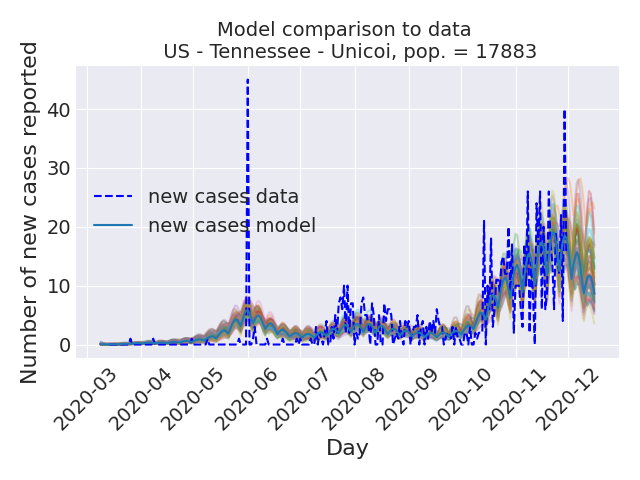 Model comparison to data
US - Tennessee - Unicoi, pop. = 17883
Number of new cases reported
40
30
20
10
0
new cases data
new cases model
2020-03
2020-04
2020-05
2020-06
2020-07
2020-08
2020-09
2020-10
2020-11
2020-12
Day